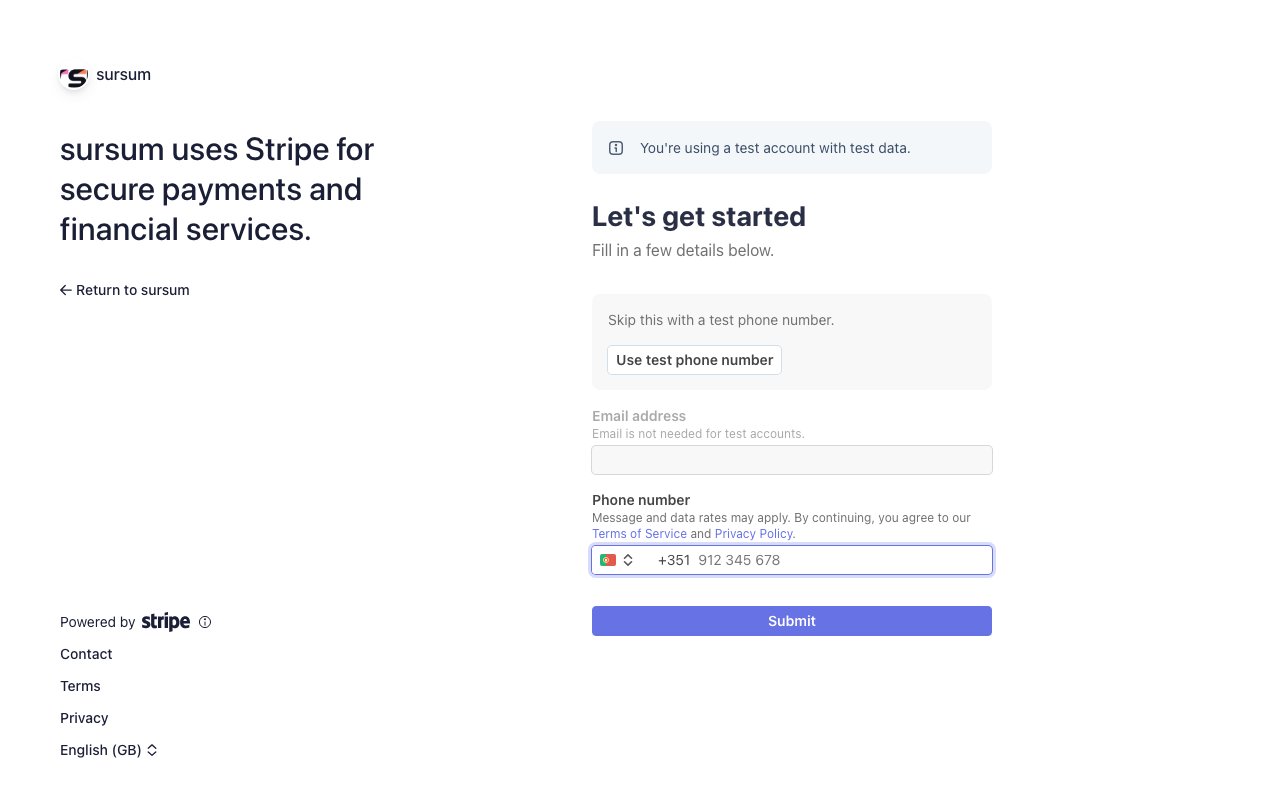 sursum
sursum uses Stripe for
secure payments and
financial services.
Return to sursum
Powered by stripe
Contact
Terms
Privacy
English (GB)
You're using a test account with test data.
Let's get started
Fill in a few details below.
Skip this with a test phone number.
Use test phone number
Email address
Email is not needed for test accounts.
Phone number
Message and data rates may apply. By continuing, you agree to our
Terms of Service and Privacy Policy.
+351 912 345 678
Submit